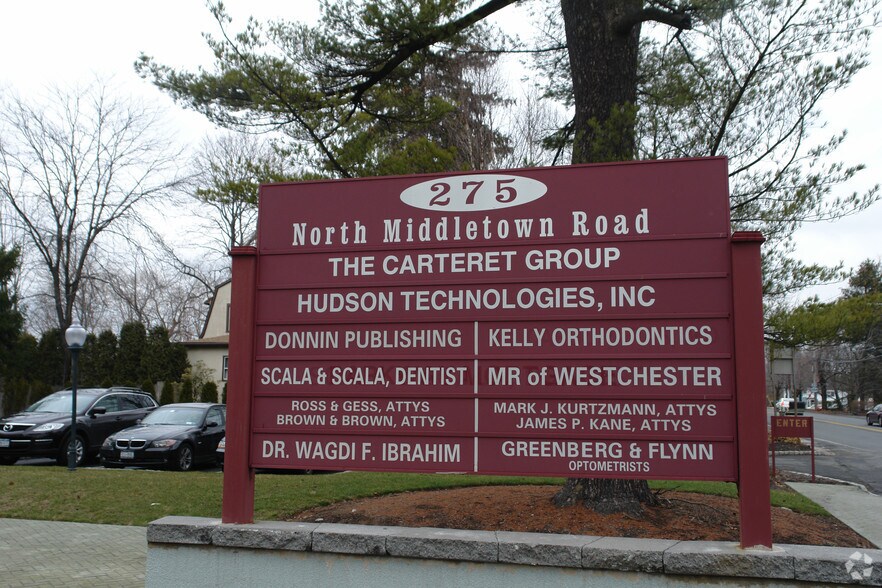 275
North Middletown Road
THE CARTERET GROUP
HUDSON TECHNOLOGIES, INC
DONNIN PUBLISHING
KELLY ORTHODONTICS
SCALA & SCALA, DENTIST
MR of WESTCHESTER
ROSS & GESS, ATTYS
BROWN & BROWN, ATTYS
MARK J. KURTZMANN, ATTYS
JAMES P. KANE, ATTYS
DR. WAGDI F. IBRAHIM
GREENBERG & FLYNN
OPTOMETRISTS
ENTER